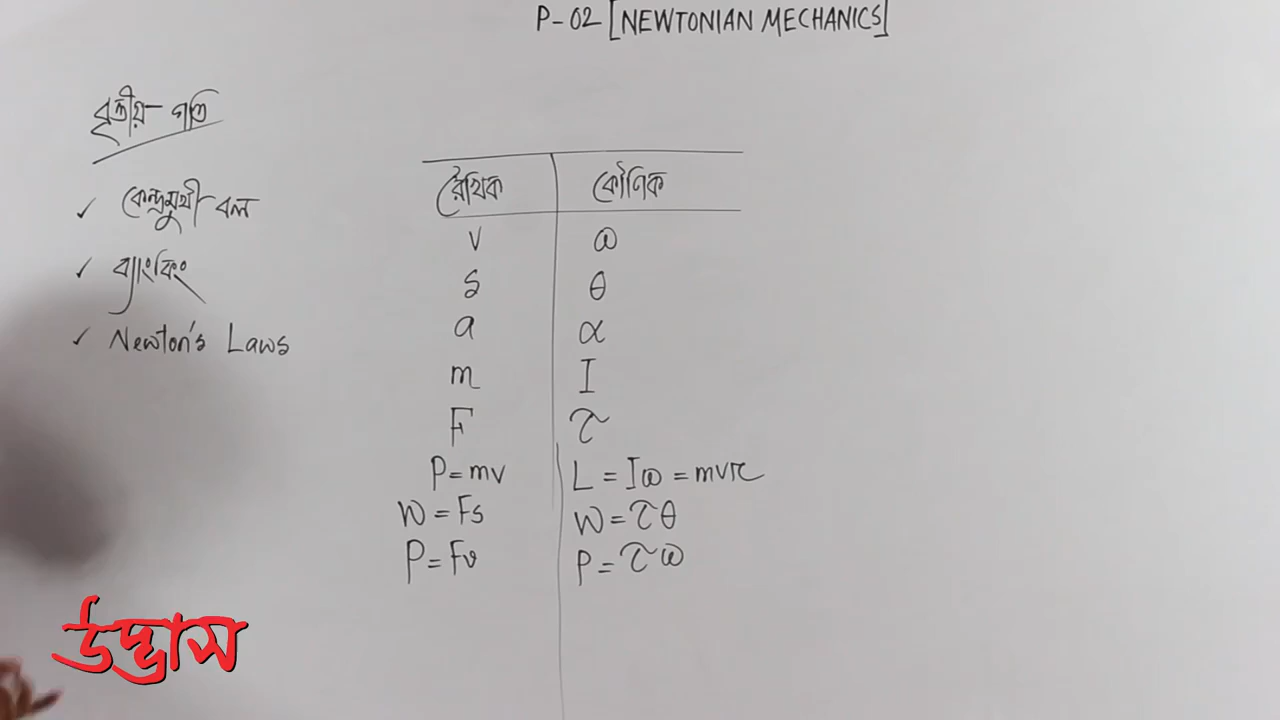 P-02 [NEWTONIAN MECHANICS]
বৃত্তীয় গতি
✓ কেন্দ্রমুখী বল
✓ ব্যাংকিং
✓ Newton's Laws
রৈখিক কৌণিক
v ω
s θ
a α
m I
F τ
P=mv L = Iω = mvr
W = Fs W = τθ
P = Fv P = τω
উদ্ভাস